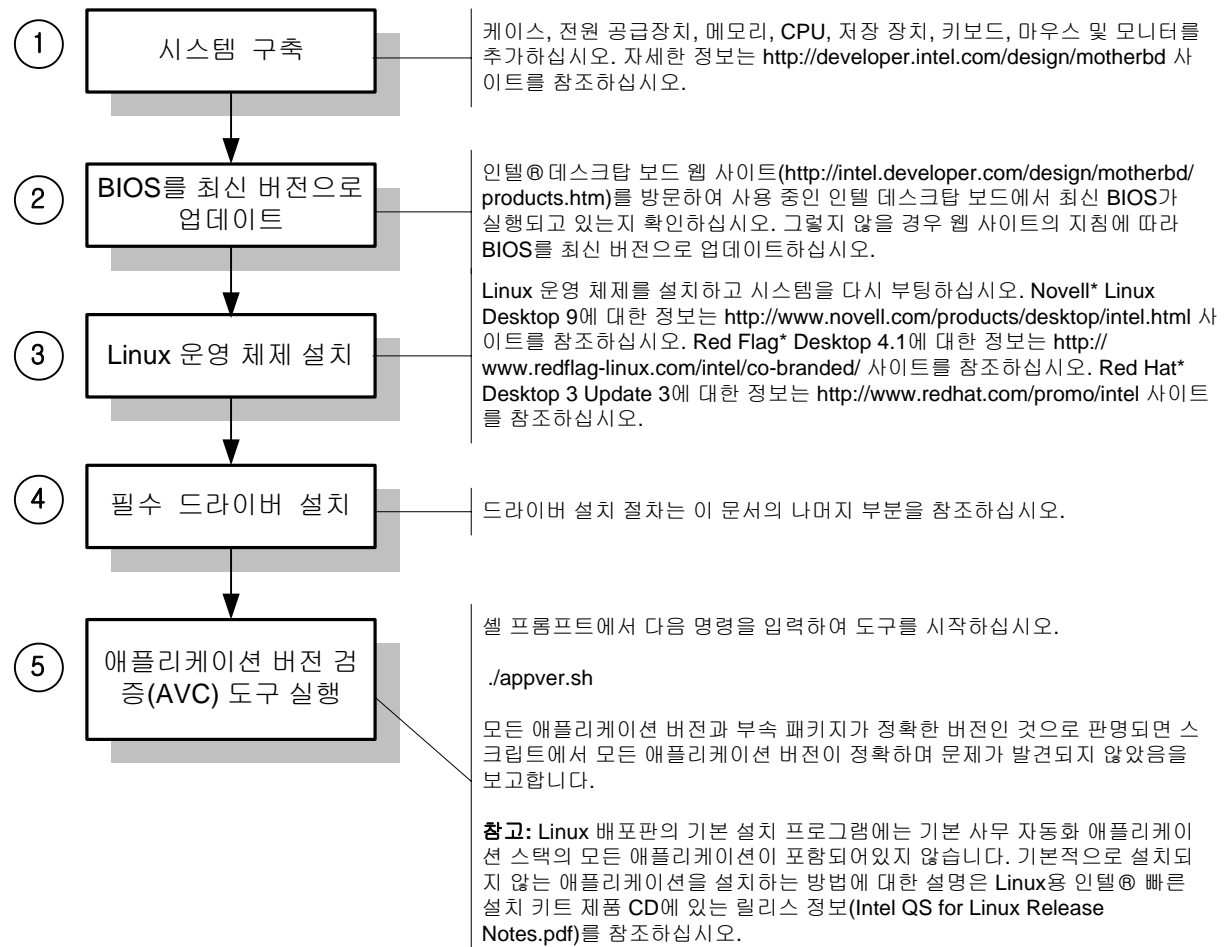 1
시스템 구축
케이스, 전원 공급장치, 메모리, CPU, 저장 장치, 키보드, 마우스 및 모니터를
추가하십시오. 자세한 정보는 http://developer.intel.com/design/motherbd 사
이트를 참조하십시오.
2
BIOS를 최신 버전으로
업데이트
인텔® 데스크탑 보드 웹 사이트(http://intel.developer.com/design/motherbd/
products.htm)를 방문하여 사용 중인 인텔 데스크탑 보드에서 최신 BIOS가
실행되고 있는지 확인하십시오. 그렇지 않을 경우 웹 사이트의 지침에 따라
BIOS를 최신 버전으로 업데이트하십시오.
3
Linux 운영 체제 설치
Linux 운영 체제를 설치하고 시스템을 다시 부팅하십시오. Novell* Linux
Desktop 9에 대한 정보는 http://www.novell.com/products/desktop/intel.html 사
이트를 참조하십시오. Red Flag* Desktop 4.1에 대한 정보는 http://
www.redflag-linux.com/intel/co-branded/ 사이트를 참조하십시오. Red Hat*
Desktop 3 Update 3에 대한 정보는 http://www.redhat.com/promo/intel 사이트
를 참조하십시오.
4
필수 드라이버 설치
드라이버 설치 절차는 이 문서의 나머지 부분을 참조하십시오.
5
애플리케이션 버전 검
증(AVC) 도구 실행
셸 프롬프트에서 다음 명령을 입력하여 도구를 시작하십시오.
./appver.sh
모든 애플리케이션 버전과 부속 패키지가 정확한 버전인 것으로 판명되면 스
크립트에서 모든 애플리케이션 버전이 정확하며 문제가 발견되지 않았음을
보고합니다.
참고: Linux 배포판의 기본 설치 프로그램에는 기본 사무 자동화 애플리케이
션 스택의 모든 애플리케이션이 포함되어있지 않습니다. 기본적으로 설치되
지 않는 애플리케이션을 설치하는 방법에 대한 설명은 Linux용 인텔® 빠른
설치 키트 제품 CD에 있는 릴리스 정보(Intel QS for Linux Release
Notes.pdf)를 참조하십시오.